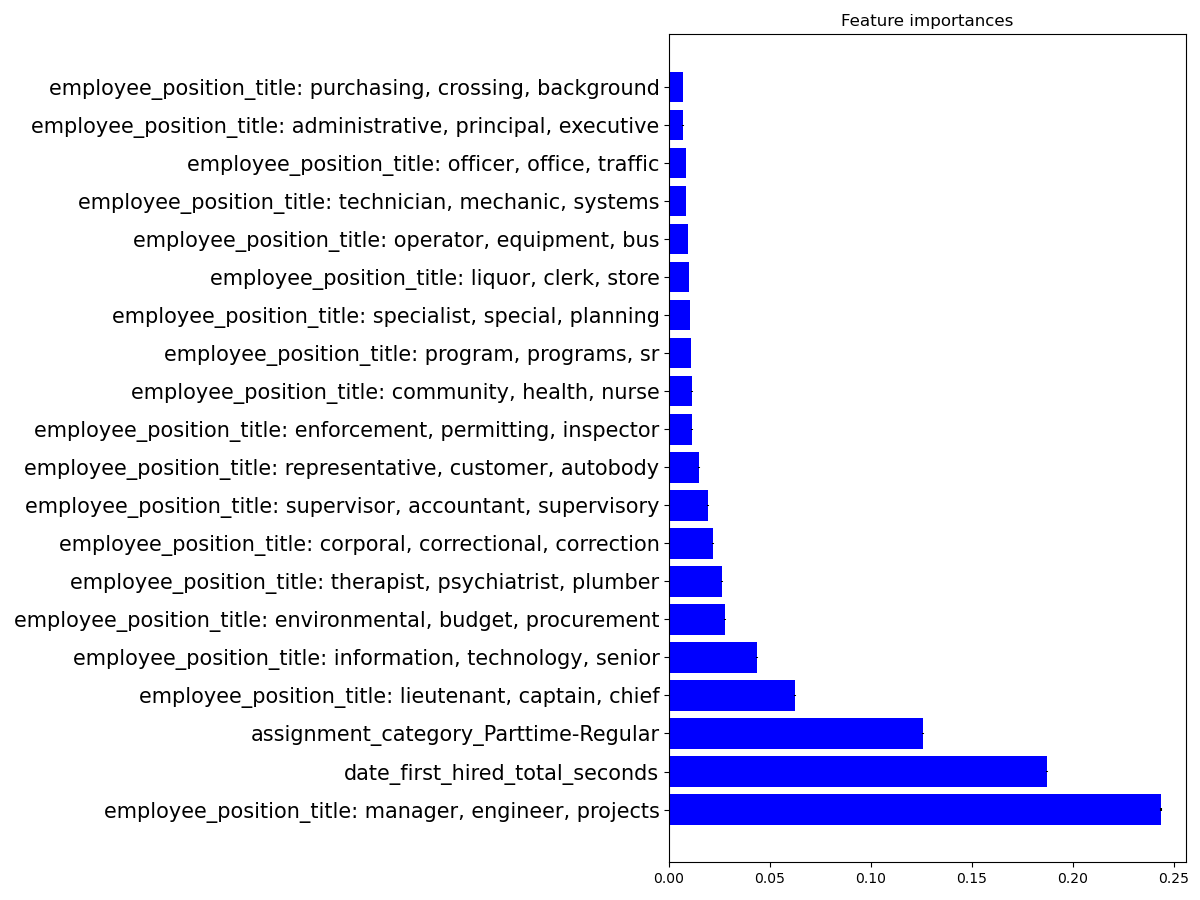 Feature importances
employee_position_title: purchasing, crossing, background
employee_position_title: administrative, principal, executive
employee_position_title: officer, office, traffic
employee_position_title: technician, mechanic, systems
employee_position_title: operator, equipment, bus
employee_position_title: liquor, clerk, store
employee_position_title: specialist, special, planning
employee_position_title: program, programs, sr
employee_position_title: community, health, nurse
employee_position_title: enforcement, permitting, inspector
employee_position_title: representative, customer, autobody
employee_position_title: supervisor, accountant, supervisory
employee_position_title: corporal, correctional, correction
employee_position_title: therapist, psychiatrist, plumber
employee_position_title: environmental, budget, procurement
employee_position_title: information, technology, senior
employee_position_title: lieutenant, captain, chief
assignment_category_Parttime-Regular
date_first_hired_total_seconds
employee_position_title: manager, engineer, projects
0.00 0.05 0.10 0.15 0.20 0.25